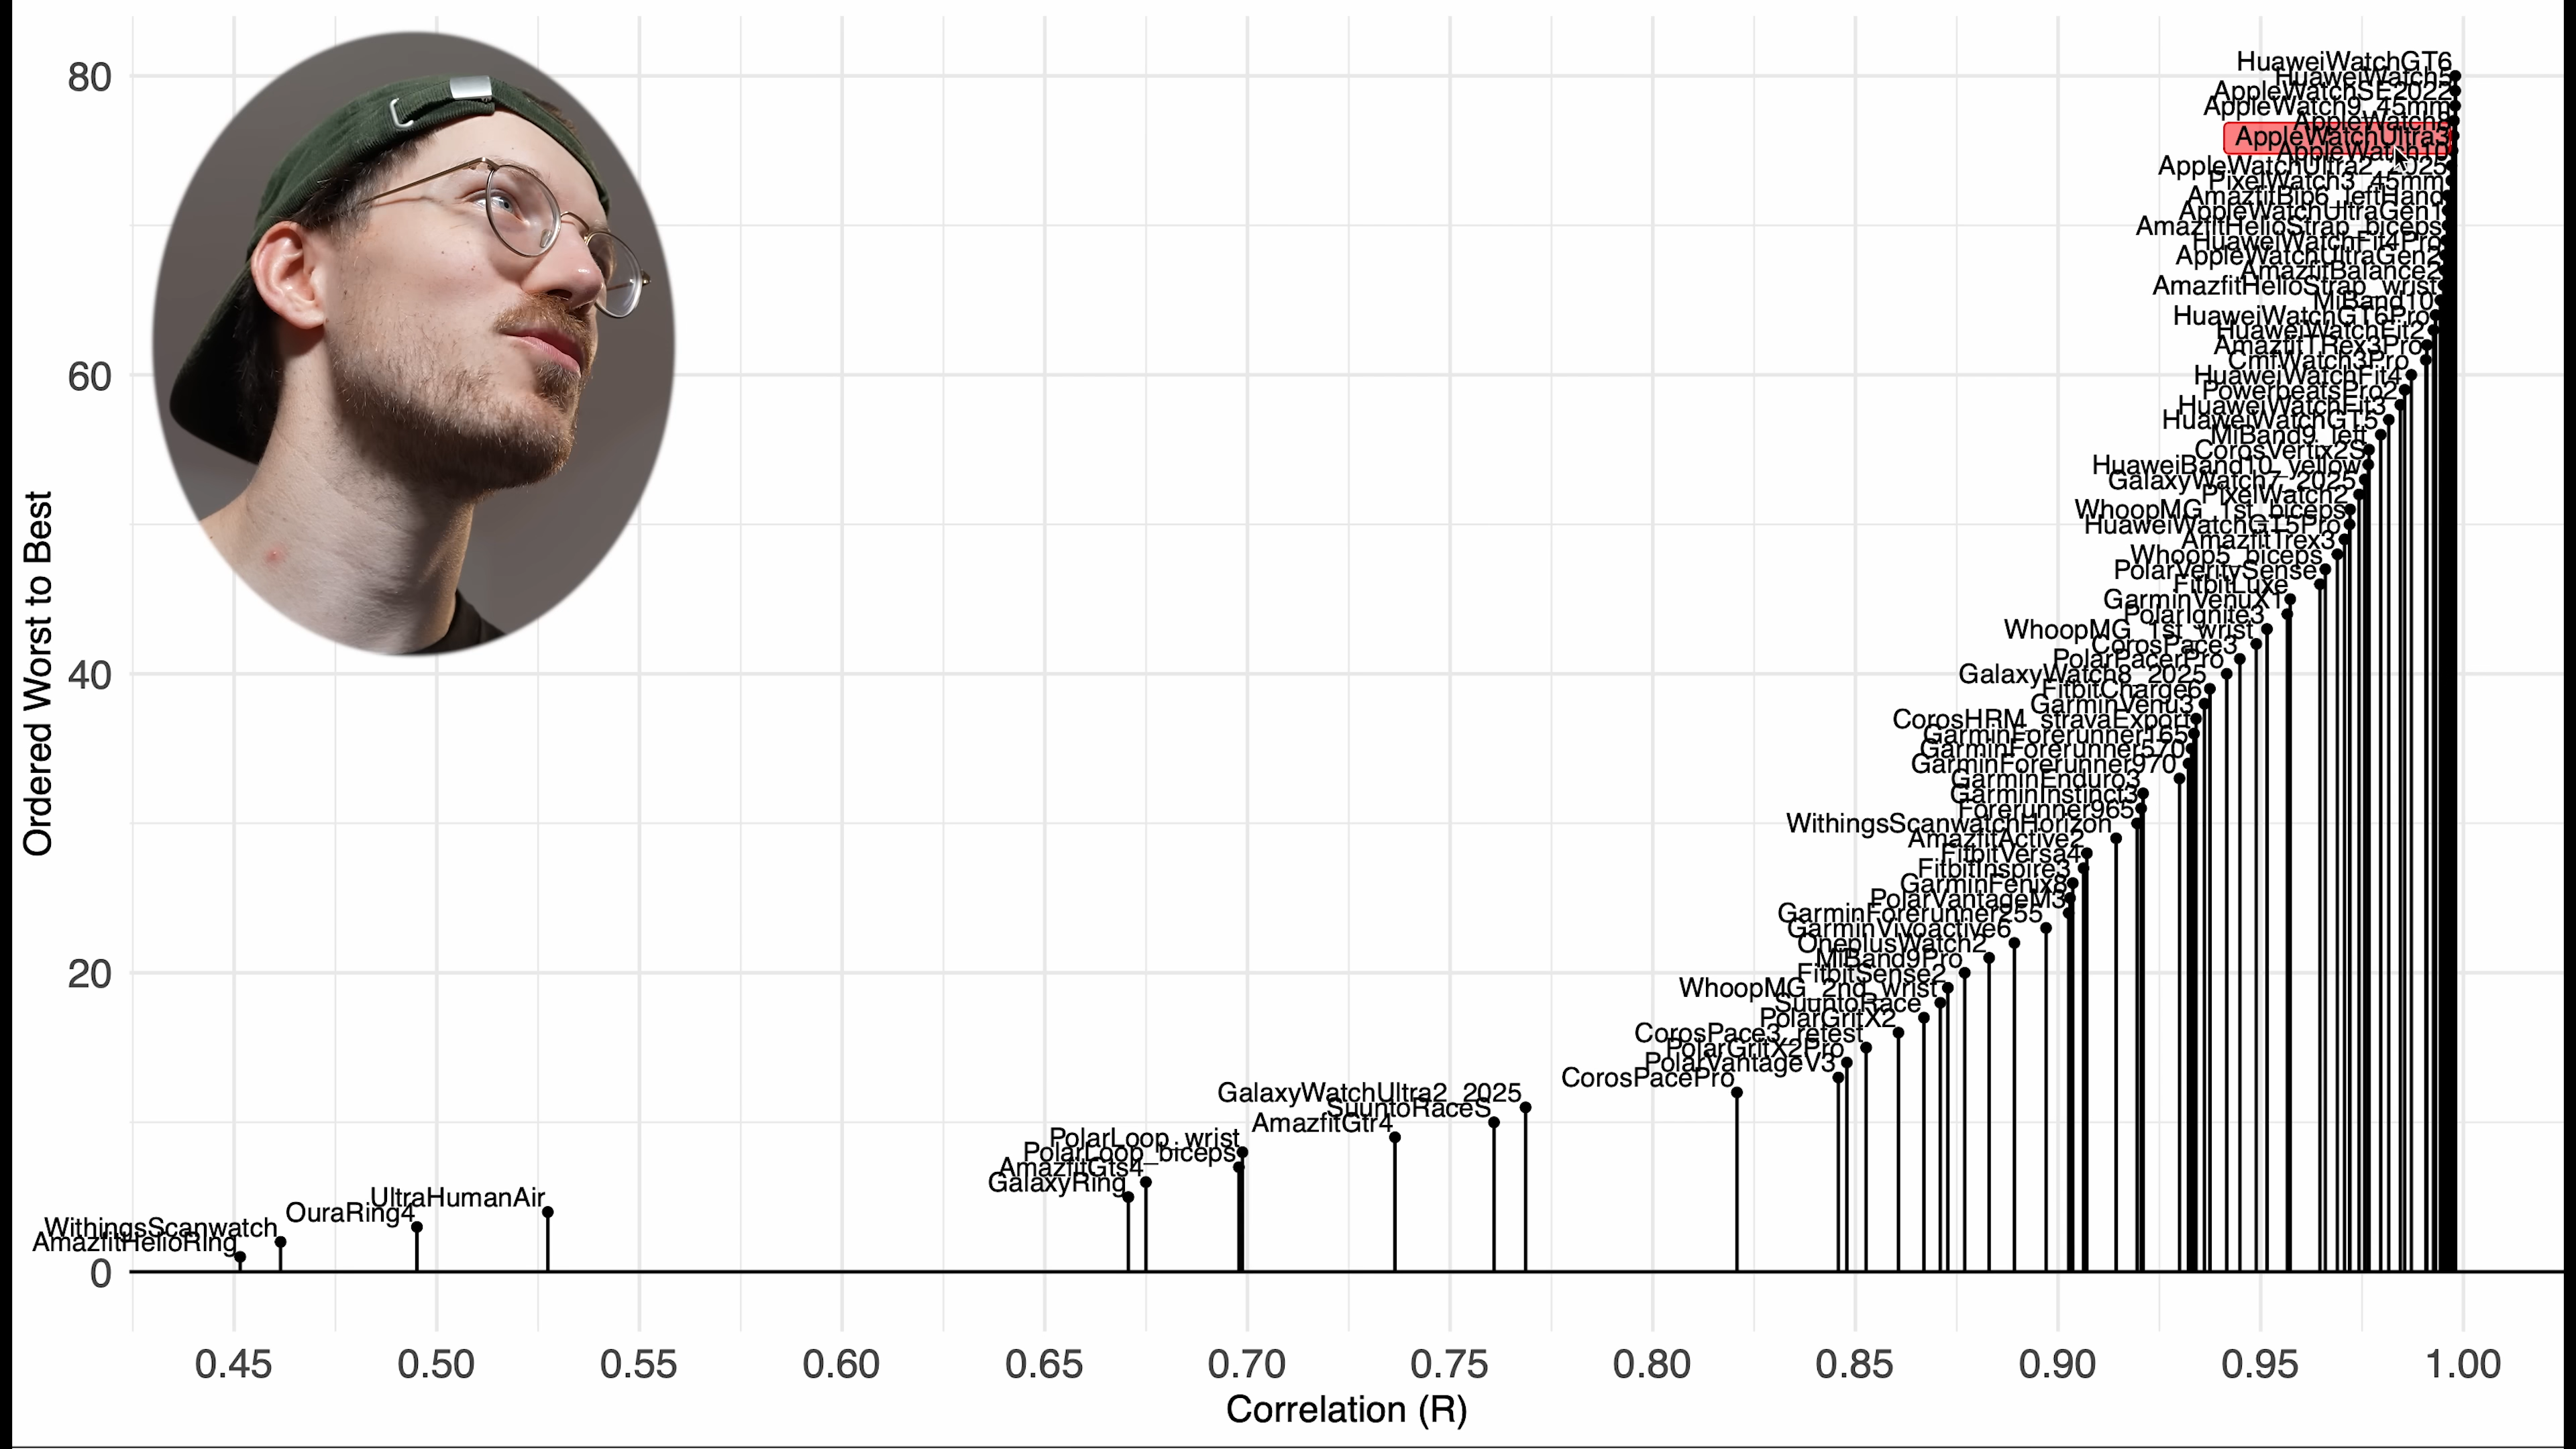 80
60
40
20
0
Ordered Worst to Best
HuaweiWatchGT6
HuaweiWatch5
AppleWatchSE2022
AppleWatch9_45mm
AppleWatch8
AppleWatchUltra3
AppleWatch10
AppleWatchUltra2_2025
PixelWatch3_45mm
AmazfitBip6_leftHand
AppleWatchUltraGen1
AmazfitHelioStrap_biceps
HuaweiWatchFit4Pro
AppleWatchUltraGen2
AmazfitBalance2
AmazfitHelioStrap_wrist
MiBand10
HuaweiWatchGT6Pro
HuaweiWatchFit2
AmazfitTRex3Pro
CmfWatch3Pro
HuaweiWatchFit4
PowerbeatsPro2
HuaweiWatchFit3
HuaweiWatchGT5
MiBand9_left
CorosVertix2S
HuaweiBand10_yellow
GalaxyWatch7_2025
PixelWatch2
WhoopMG_1st_biceps
HuaweiWatchGT5Pro
AmazfitTrex3
Whoop5_biceps
PolarVeritySense
FitbitLuxe
GarminVenuX1
PolarIgnite3
WhoopMG_1st_wrist
CorosPace3
PolarPacerPro
GalaxyWatch8_2025
FitbitCharge6
GarminVenu3
CorosHRM_stravaExport
GarminForerunner165
GarminForerunner570
GarminForerunner970
GarminEnduro3
GarminInstinct3
Forerunner965
WithingsScanwatchHorizon
AmazfitActive2
FitbitVersa4
FitbitInspire3
GarminFenix8
PolarVantageM3
GarminForerunner255
GarminVivoactive6
OneplusWatch2
MiBand9Pro
FitbitSense2
WhoopMG_2nd_wrist
SuuntoRace
PolarGritX2
CorosPace3_retest
PolarGritX2Pro
PolarVantageV3
CorosPacePro
GalaxyWatchUltra2_2025
SuuntoRaceS
AmazfitGtr4
PolarLoop_wrist
PolarLoop_biceps
AmazfitGts4
GalaxyRing
UltraHumanAir
OuraRing4
WithingsScanwatch
AmazfitHelioRing
0.45 0.50 0.55 0.60 0.65 0.70 0.75 0.80 0.85 0.90 0.95 1.00
Correlation (R)